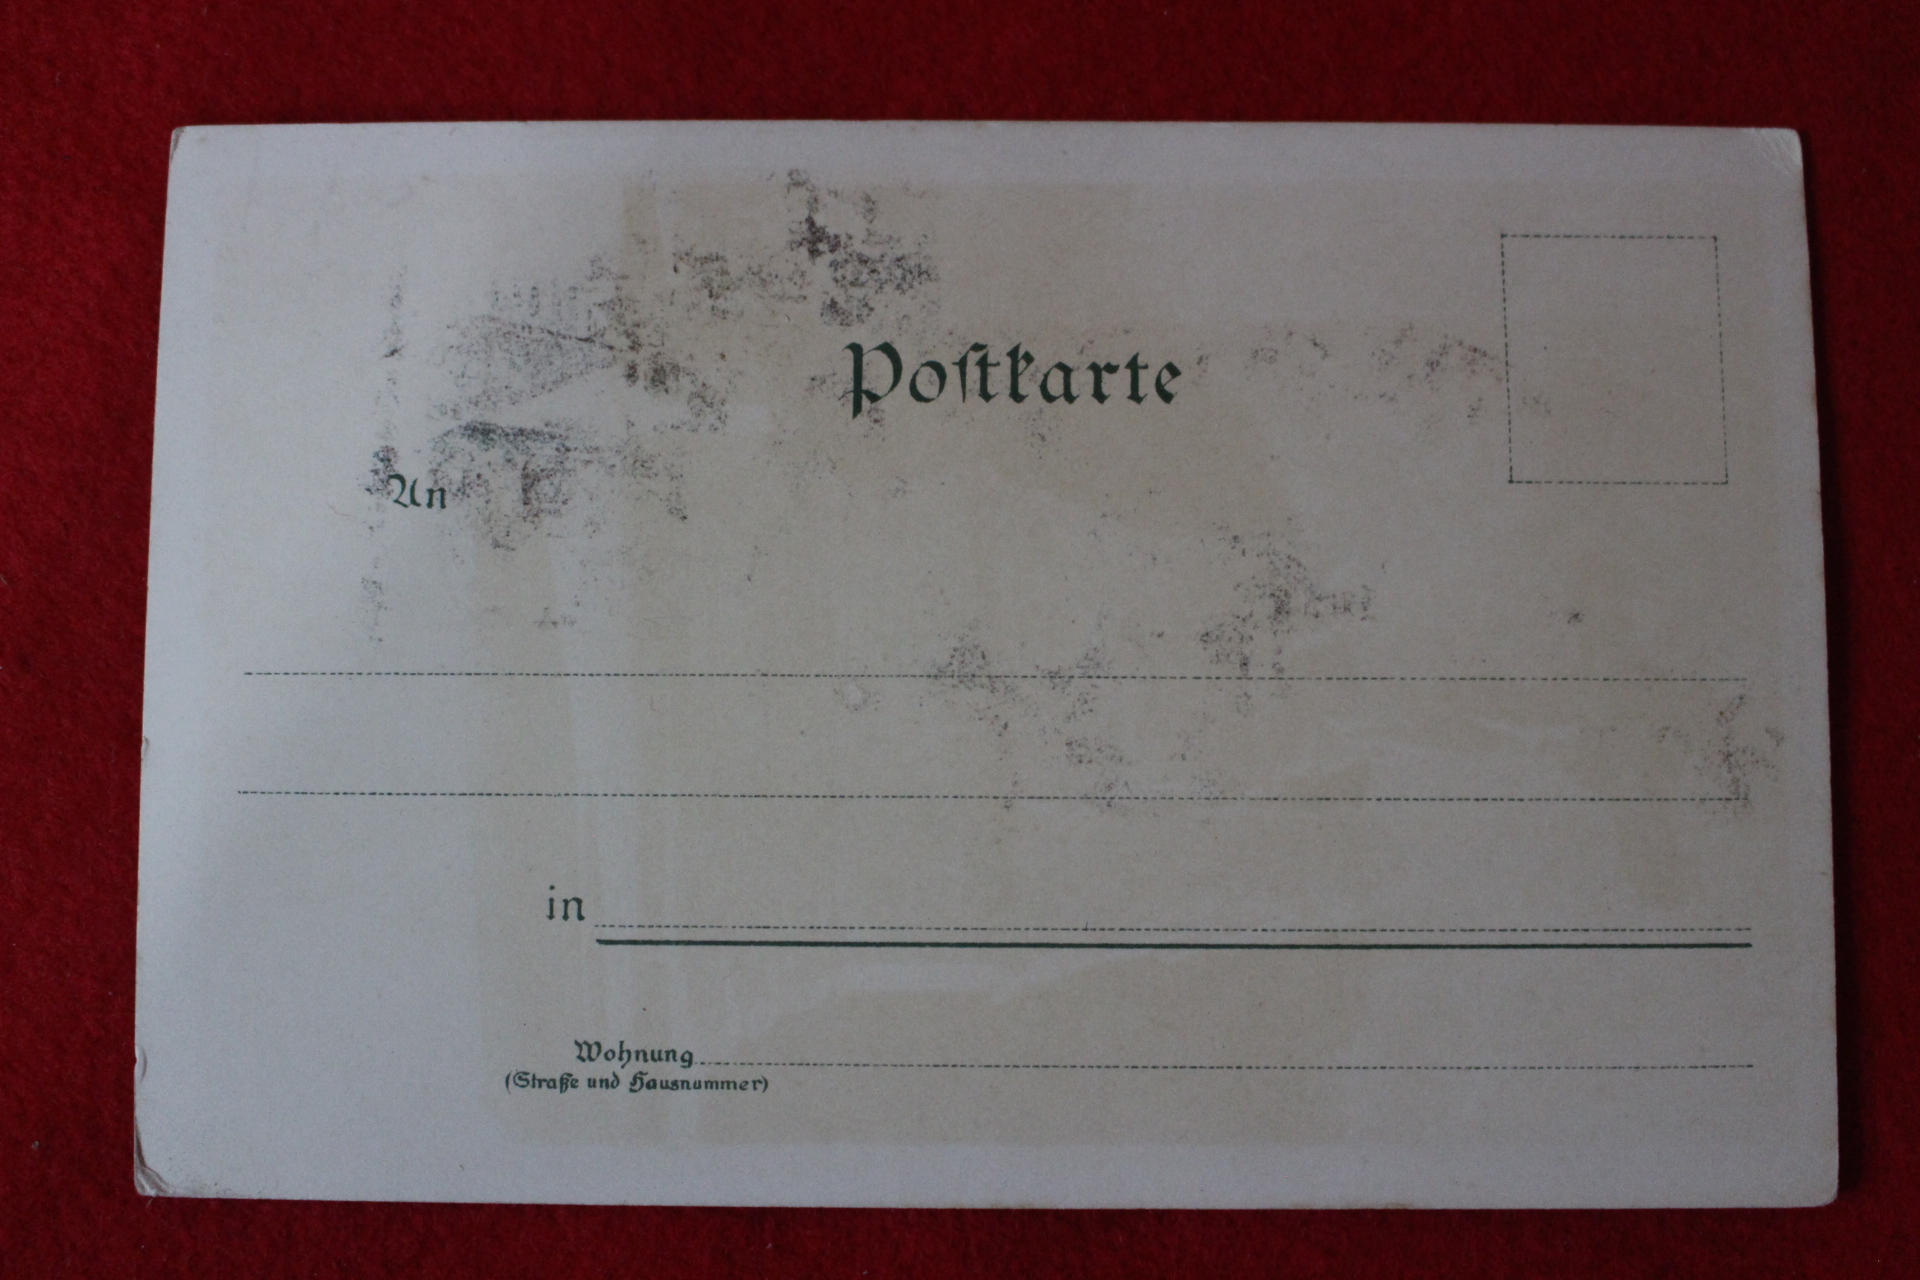 Poſtkarte
An
in
Wohnung
(Straße und Hausnummer)